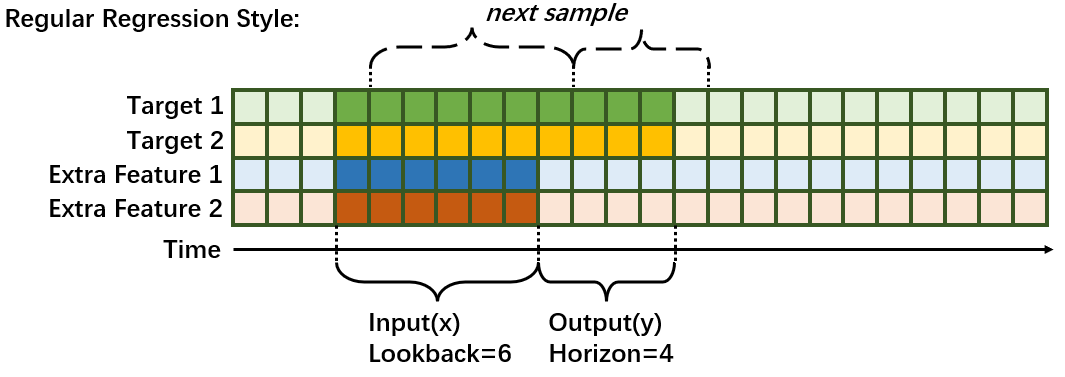 Regular Regression Style:
next sample
Target 1
Target 2
Extra Feature 1
Extra Feature 2
Time
Input(x)
Lookback=6
Output(y)
Horizon=4